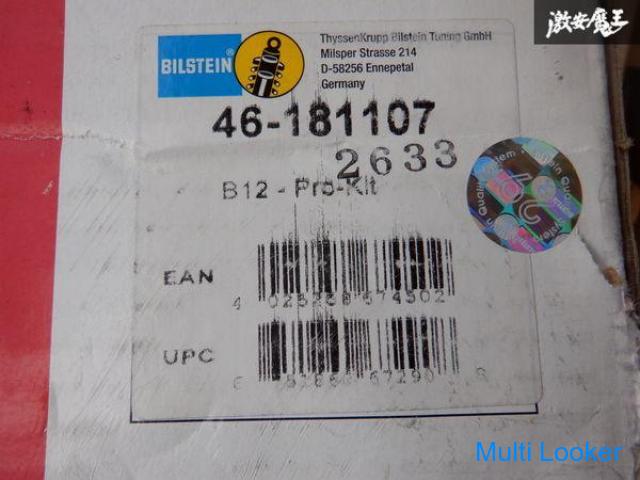 激安魔王
BILSTEIN®
ThyssenKrupp Bilstein Tuning GmbH
Milsper Strasse 214
D-58256 Ennepetal
Germany
46-181107
2633
B12 - Pro-Kit
EAN
4 025258 674502
UPC
Multi Looker